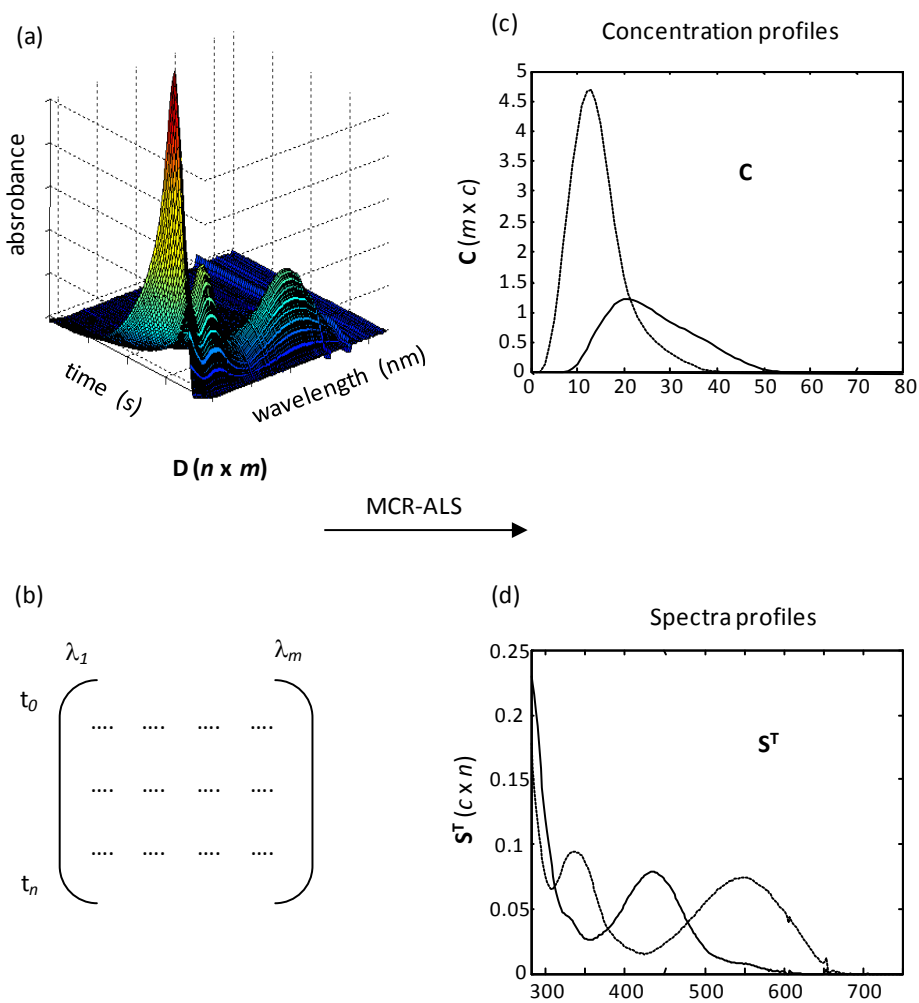 (a)
absrobance
time (s)
wavelength (nm)
D (n x m)
MCR-ALS
(b)
λ1 λm
t0
.... .... .... ....
.... .... .... ....
.... .... .... ....
tn
(c)
Concentration profiles
C (m x c)
5
4.5
4
3.5
3
2.5
2
1.5
1
0.5
0
C
0 10 20 30 40 50 60 70 80
(d)
Spectra profiles
S^T (c x n)
0.25
0.2
0.15
0.1
0.05
0
S^T
300 400 500 600 700